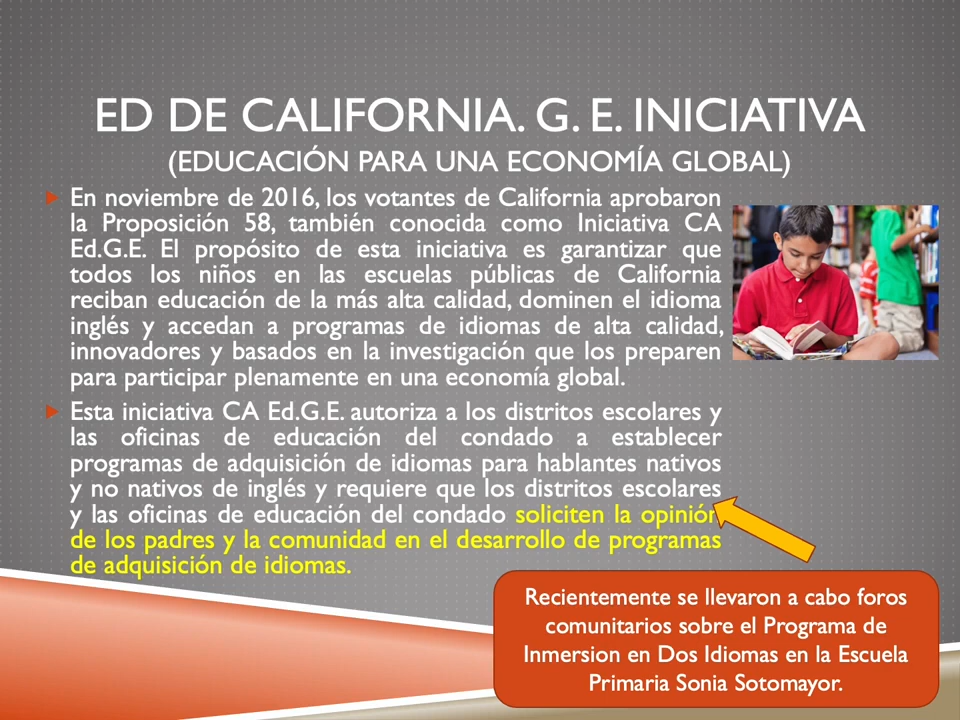 ED DE CALIFORNIA. G. E. INICIATIVA
(EDUCACIÓN PARA UNA ECONOMÍA GLOBAL)
En noviembre de 2016, los votantes de California aprobaron
la Proposición 58, también conocida como Iniciativa CA
Ed.G.E. El propósito de esta iniciativa es garantizar que
todos los niños en las escuelas públicas de California
reciban educación de la más alta calidad, dominen el idioma
inglés y accedan a programas de idiomas de alta calidad,
innovadores y basados en la investigación que los preparen
para participar plenamente en una economía global.
Esta iniciativa CA Ed.G.E. autoriza a los distritos escolares y
las oficinas de educación del condado a establecer
programas de adquisición de idiomas para hablantes nativos
y no nativos de inglés y requiere que los distritos escolares
y las oficinas de educación del condado soliciten la opinión
de los padres y la comunidad en el desarrollo de programas
de adquisición de idiomas.
Recientemente se llevaron a cabo foros
comunitarios sobre el Programa de
Inmersion en Dos Idiomas en la Escuela
Primaria Sonia Sotomayor.